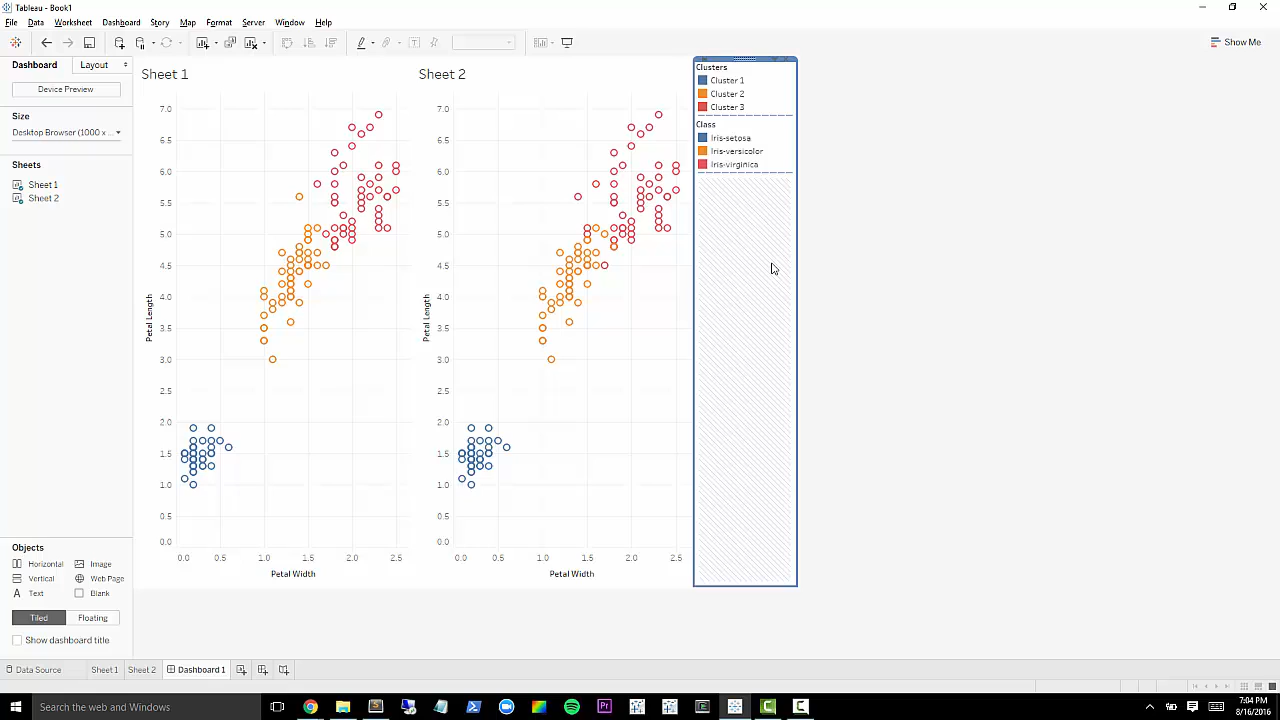 Tableau - Book1
File Data Worksheet Dashboard Story Map Format Server Window Help
Show Me
Dashboard Layout
Device Preview
Size
Desktop Browser (1000 x ...
Sheets
Sheet 1
Sheet 2
Objects
Horizontal Image
Vertical Web Page
A Text Blank
Tiled Floating
Show dashboard title
Sheet 1
7.0
6.5
6.0
5.5
5.0
4.5
4.0
3.5
3.0
2.5
2.0
1.5
1.0
0.5
0.0
Petal Length
0.0 0.5 1.0 1.5 2.0 2.5
Petal Width
Sheet 2
7.0
6.5
6.0
5.5
5.0
4.5
4.0
3.5
3.0
2.5
2.0
1.5
1.0
0.5
0.0
Petal Length
0.0 0.5 1.0 1.5 2.0 2.5
Petal Width
Clusters
Cluster 1
Cluster 2
Cluster 3
Class
Iris-setosa
Iris-versicolor
Iris-virginica
Data Source Sheet 1 Sheet 2 Dashboard 1
Search the web and Windows
7:04 PM
8/16/2016